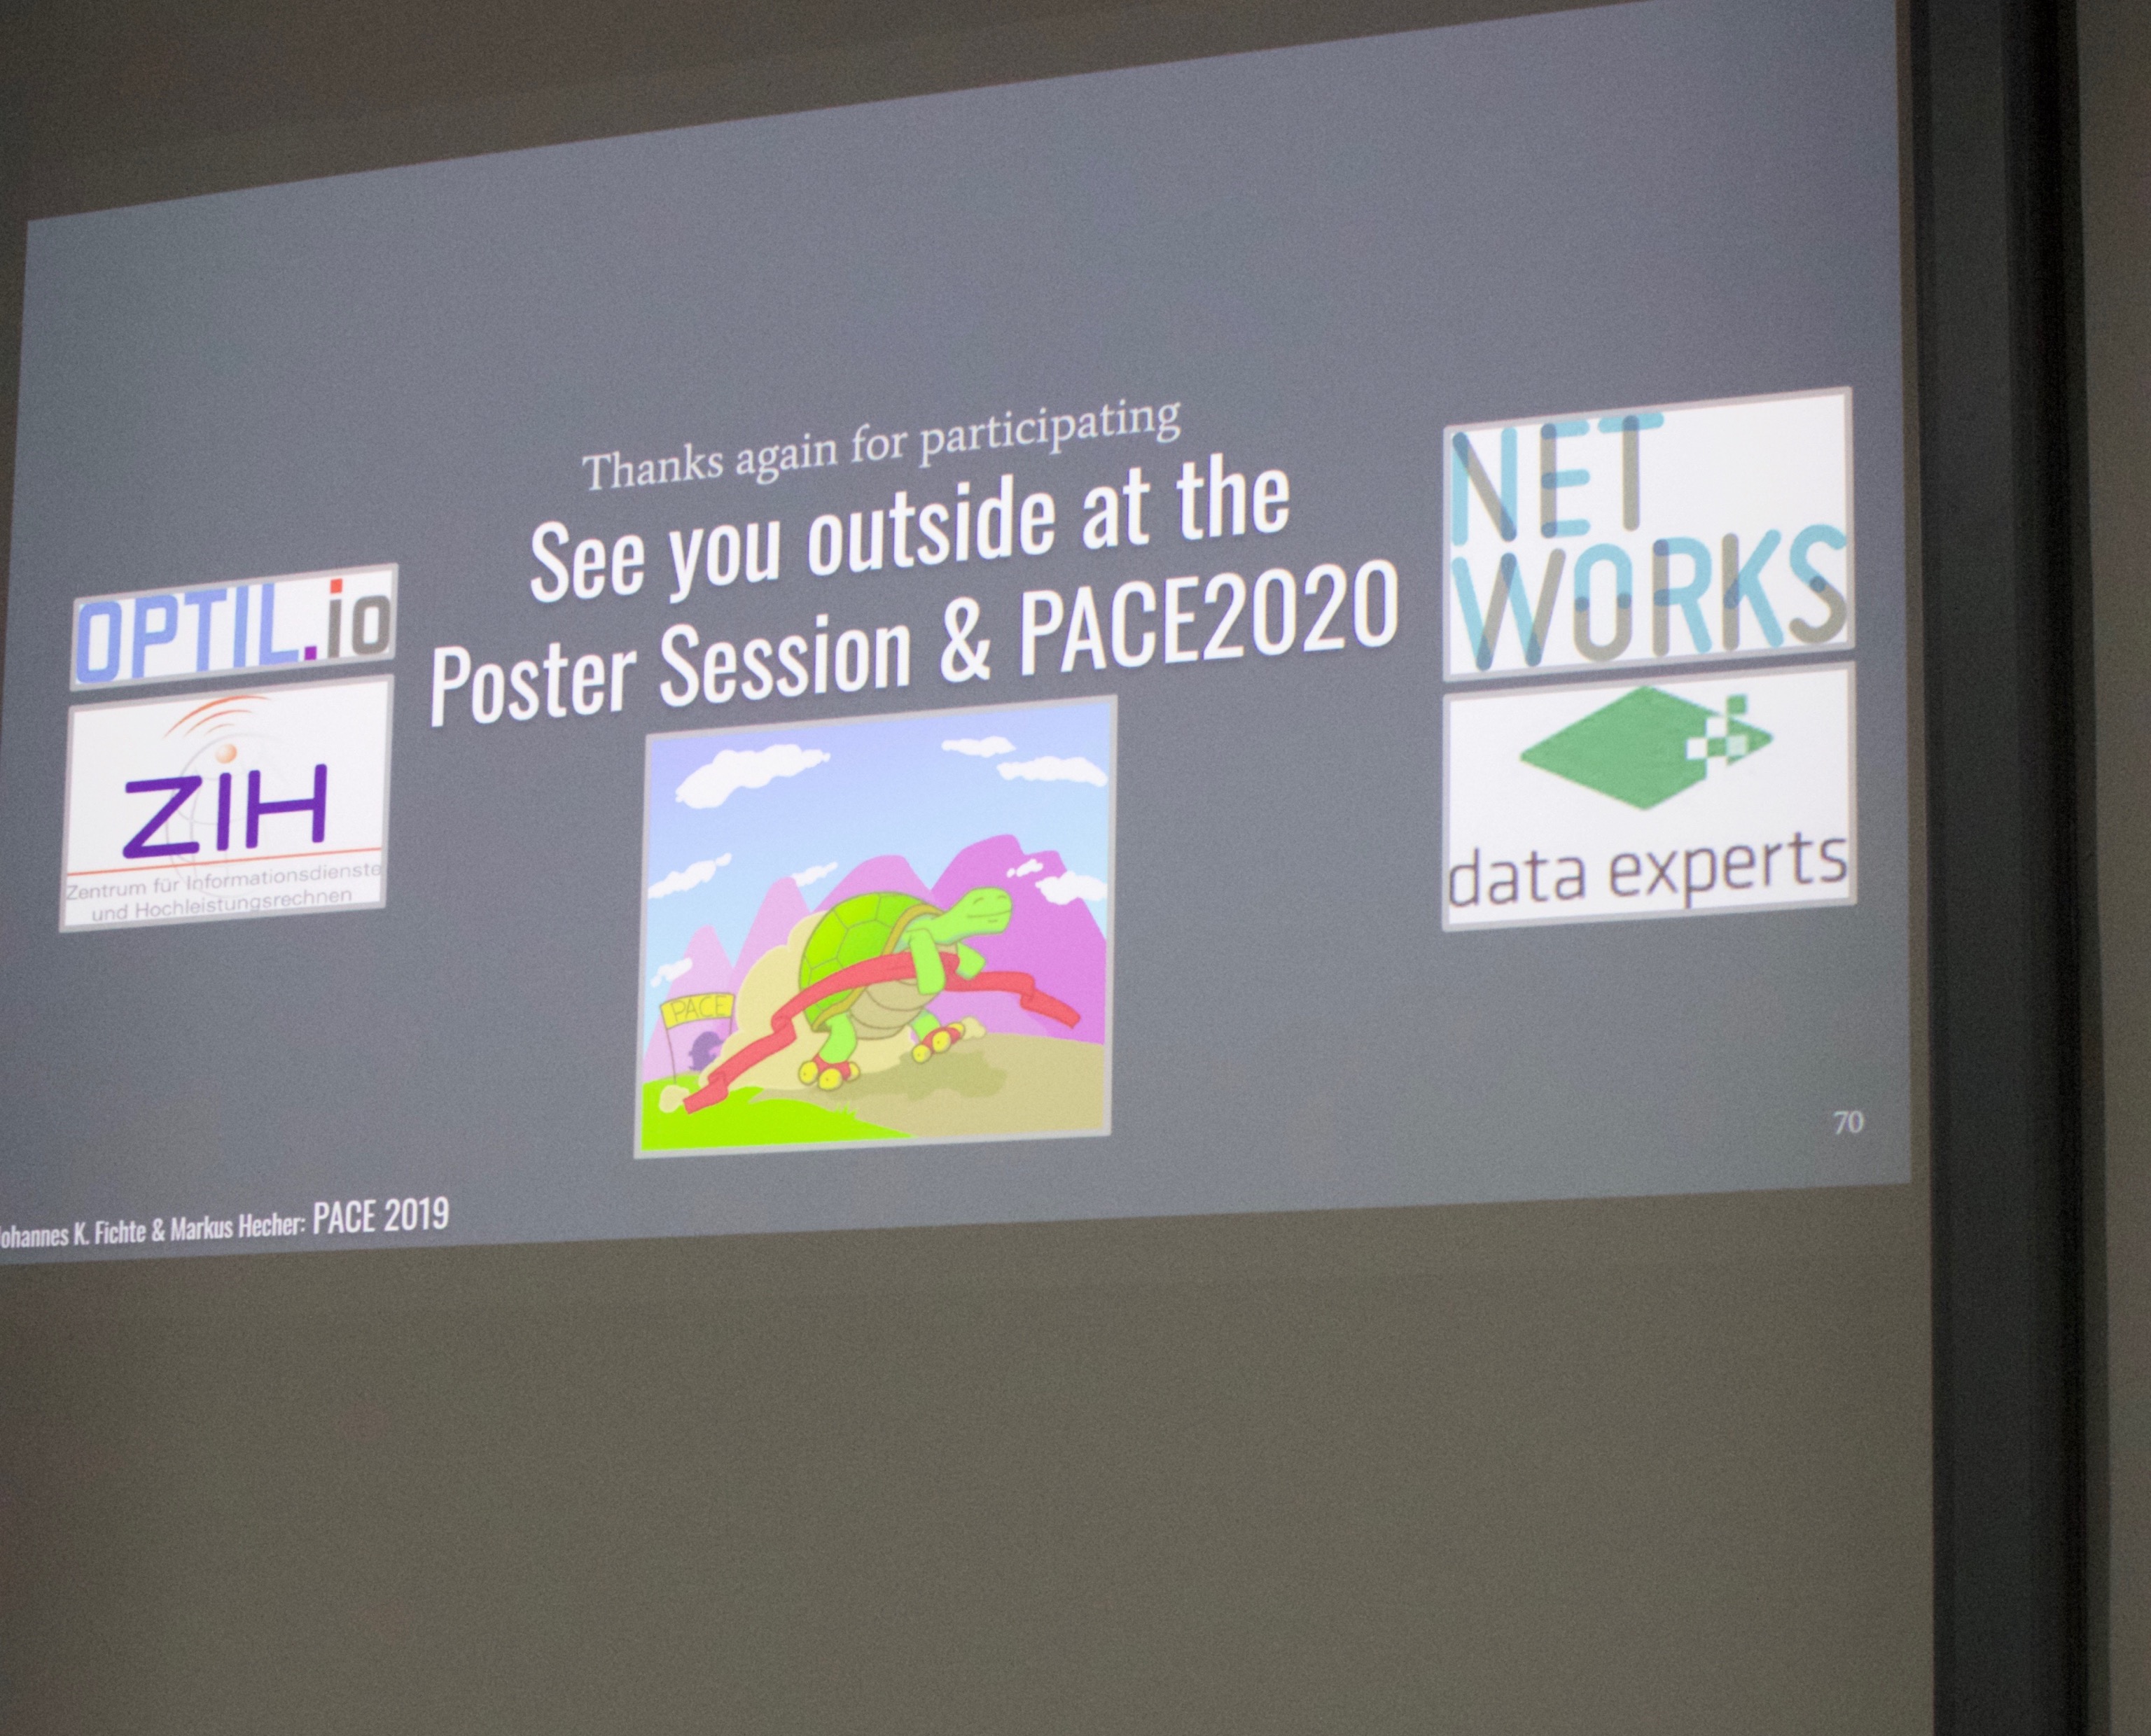 Thanks again for participating
See you outside at the
Poster Session & PACE2020
OPTIL.io
ZIH
Zentrum für Informationsdienste
und Hochleistungsrechnen
NET
WORKS
data experts
PACE
70
ohannes K. Fichte & Markus Hecher: PACE 2019